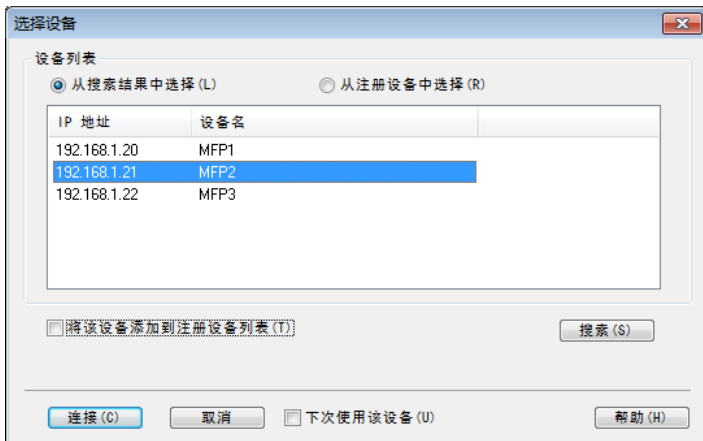 选择设备
设备列表
从搜索结果中选择(L) 从注册设备中选择(R)
IP 地址 设备名
192.168.1.20 MFP1
192.168.1.21 MFP2
192.168.1.22 MFP3
将该设备添加到注册设备列表(T) 搜索(S)
连接(C) 取消 下次使用该设备(U) 帮助(H)